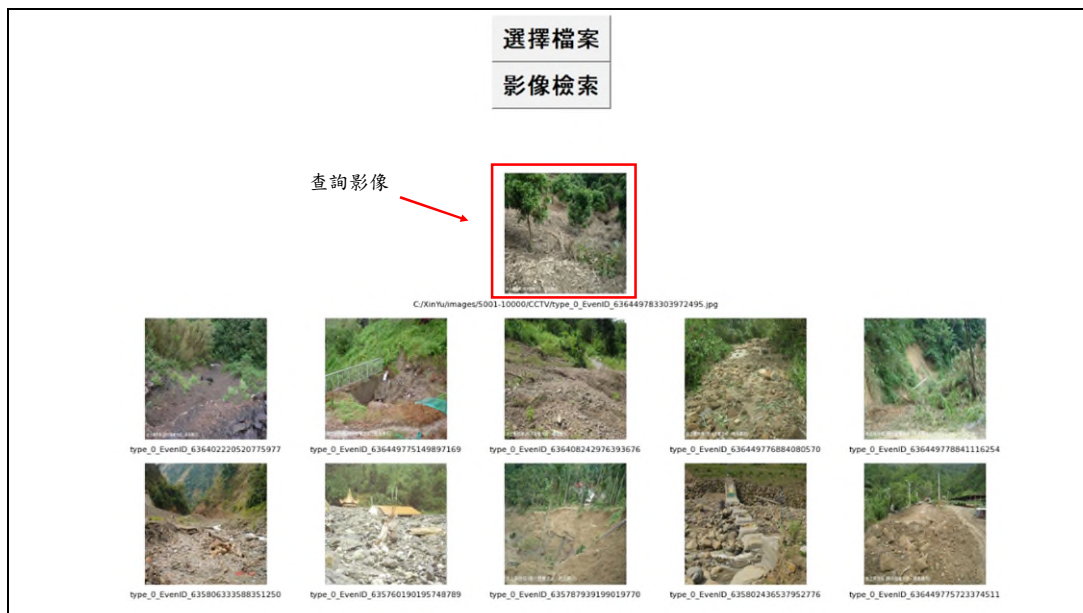 選擇檔案
影像檢索
查詢影像
C:/XinYu/images/5001-10000/CCTV/type_0_EvenID_636449783303972495.jpg
type_0_EvenID_636402220520775977
type_0_EvenID_636449775149897169
type_0_EvenID_636408242976393676
type_0_EvenID_636449776884080570
type_0_EvenID_636449778841116254
type_0_EvenID_635806333588351250
type_0_EvenID_635760190195748789
type_0_EvenID_635787939199019770
type_0_EvenID_635802436537952776
type_0_EvenID_636449775723374511